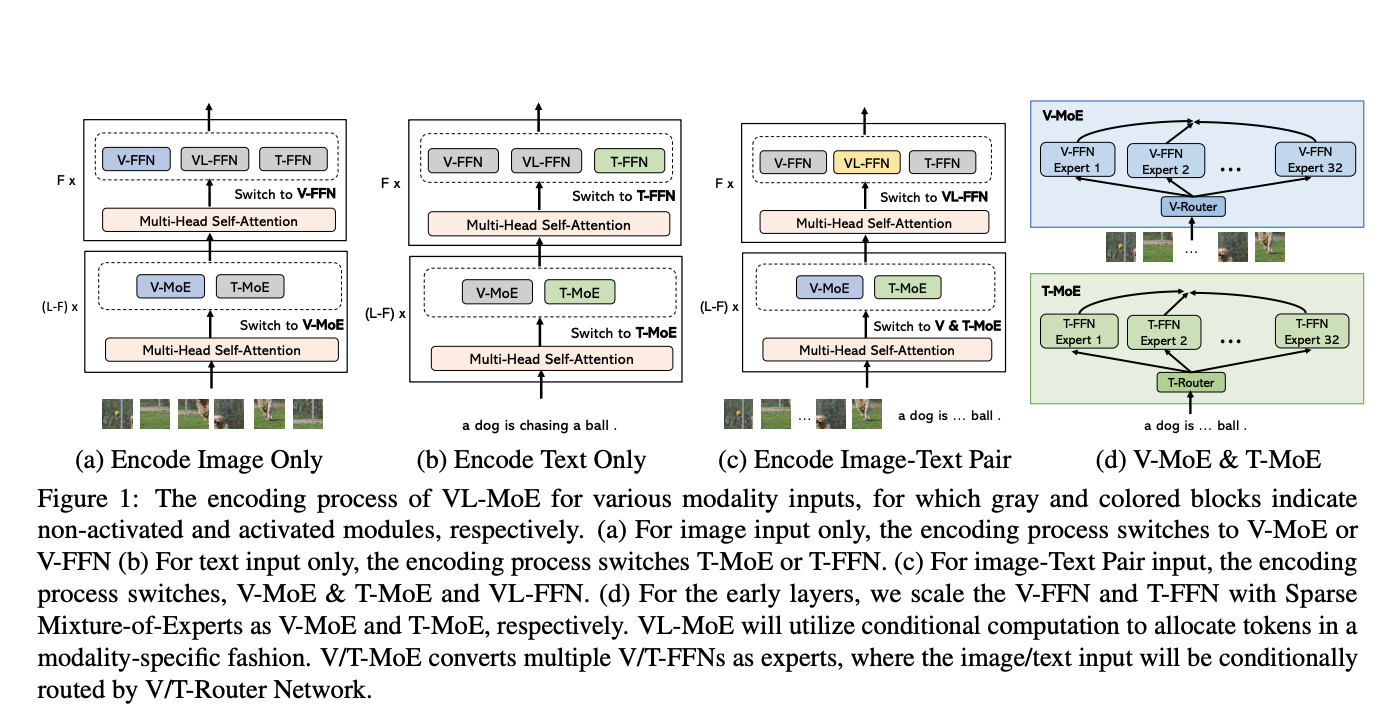 V-FFN
VL-FFN
T-FFN
F x
Switch to V-FFN
Multi-Head Self-Attention
V-MoE
T-MoE
(L-F) x
Switch to V-MoE
Multi-Head Self-Attention
(a) Encode Image Only
V-FFN
VL-FFN
T-FFN
F x
Switch to T-FFN
Multi-Head Self-Attention
V-MoE
T-MoE
(L-F) x
Switch to T-MoE
Multi-Head Self-Attention
a dog is chasing a ball .
(b) Encode Text Only
V-FFN
VL-FFN
T-FFN
F x
Switch to VL-FFN
Multi-Head Self-Attention
V-MoE
T-MoE
(L-F) x
Switch to V & T-MoE
Multi-Head Self-Attention
... a dog is ... ball .
(c) Encode Image-Text Pair
V-MoE
V-FFN
Expert 1
V-FFN
Expert 2
...
V-FFN
Expert 32
V-Router
...
T-MoE
T-FFN
Expert 1
T-FFN
Expert 2
...
T-FFN
Expert 32
T-Router
a dog is ... ball .
(d) V-MoE & T-MoE
Figure 1: The encoding process of VL-MoE for various modality inputs, for which gray and colored blocks indicate
non-activated and activated modules, respectively. (a) For image input only, the encoding process switches to V-MoE or
V-FFN (b) For text input only, the encoding process switches T-MoE or T-FFN. (c) For image-Text Pair input, the encoding
process switches, V-MoE & T-MoE and VL-FFN. (d) For the early layers, we scale the V-FFN and T-FFN with Sparse
Mixture-of-Experts as V-MoE and T-MoE, respectively. VL-MoE will utilize conditional computation to allocate tokens in a
modality-specific fashion. V/T-MoE converts multiple V/T-FFNs as experts, where the image/text input will be conditionally
routed by V/T-Router Network.